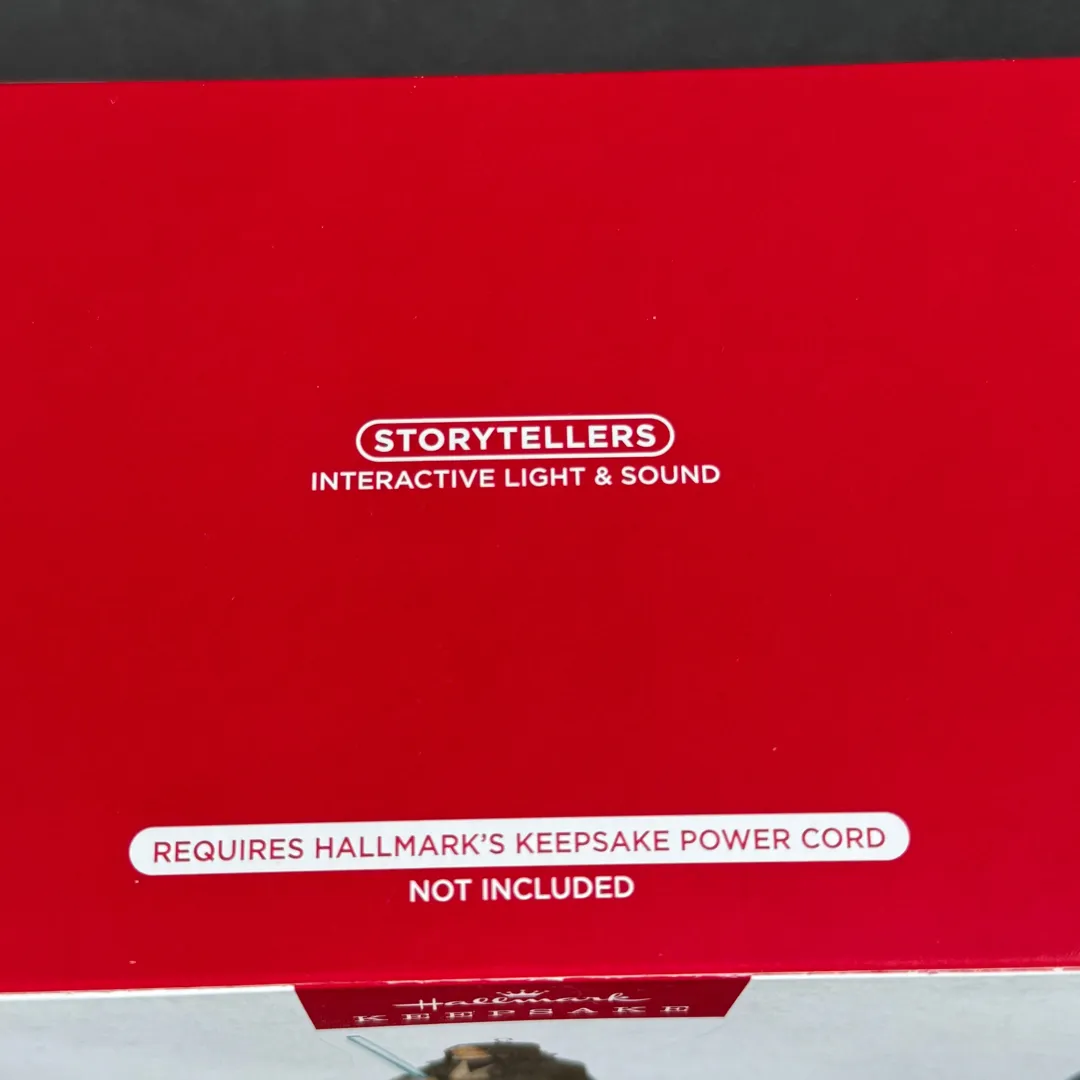 STORYTELLERS
INTERACTIVE LIGHT & SOUND
REQUIRES HALLMARK’S KEEPSAKE POWER CORD
NOT INCLUDED
Hallmark
KEEPSAKE